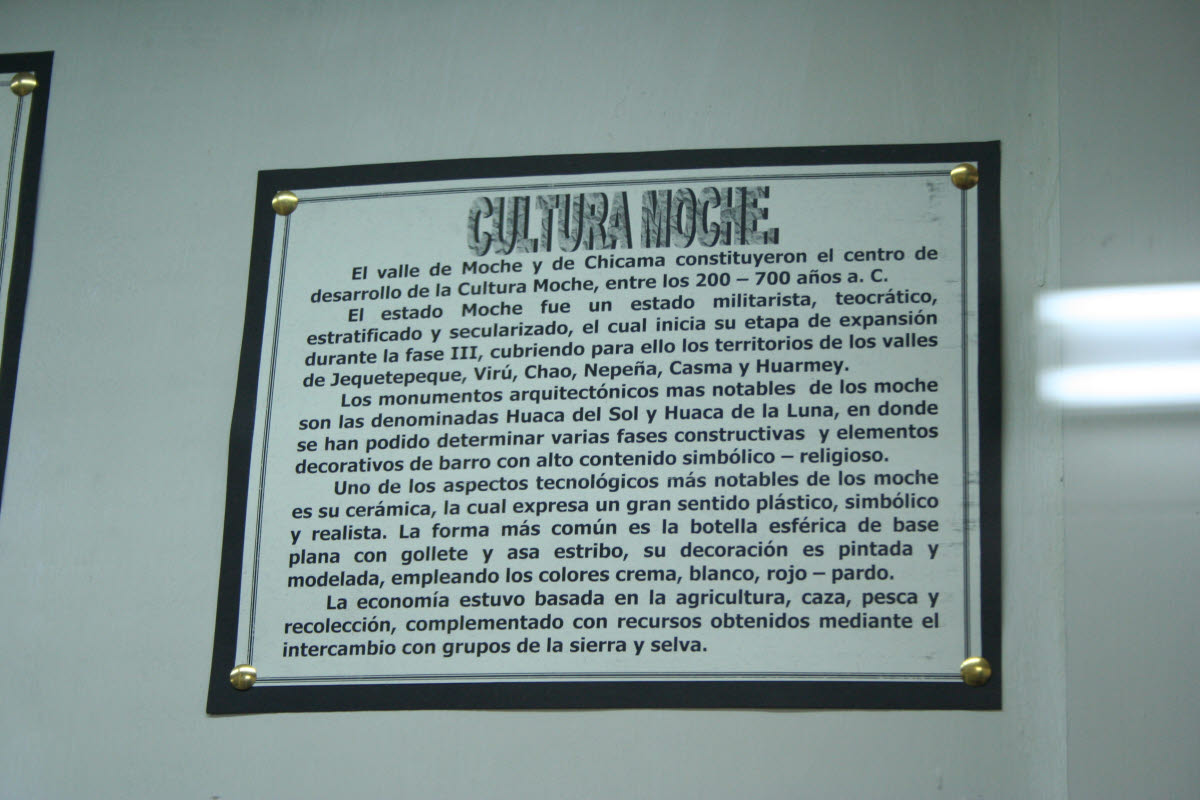 CULTURA MOCHE.
El valle de Moche y de Chicama constituyeron el centro de
desarrollo de la Cultura Moche, entre los 200 – 700 años a. C.
El estado Moche fue un estado militarista, teocrático,
estratificado y secularizado, el cual inicia su etapa de expansión
durante la fase III, cubriendo para ello los territorios de los valles
de Jequetepeque, Virú, Chao, Nepeña, Casma y Huarmey.
Los monumentos arquitectónicos mas notables de los moche
son las denominadas Huaca del Sol y Huaca de la Luna, en donde
se han podido determinar varias fases constructivas y elementos
decorativos de barro con alto contenido simbólico – religioso.
Uno de los aspectos tecnológicos más notables de los moche
es su cerámica, la cual expresa un gran sentido plástico, simbólico
y realista. La forma más común es la botella esférica de base
plana con gollete y asa estribo, su decoración es pintada y
modelada, empleando los colores crema, blanco, rojo – pardo.
La economía estuvo basada en la agricultura, caza, pesca y
recolección, complementado con recursos obtenidos mediante el
intercambio con grupos de la sierra y selva.